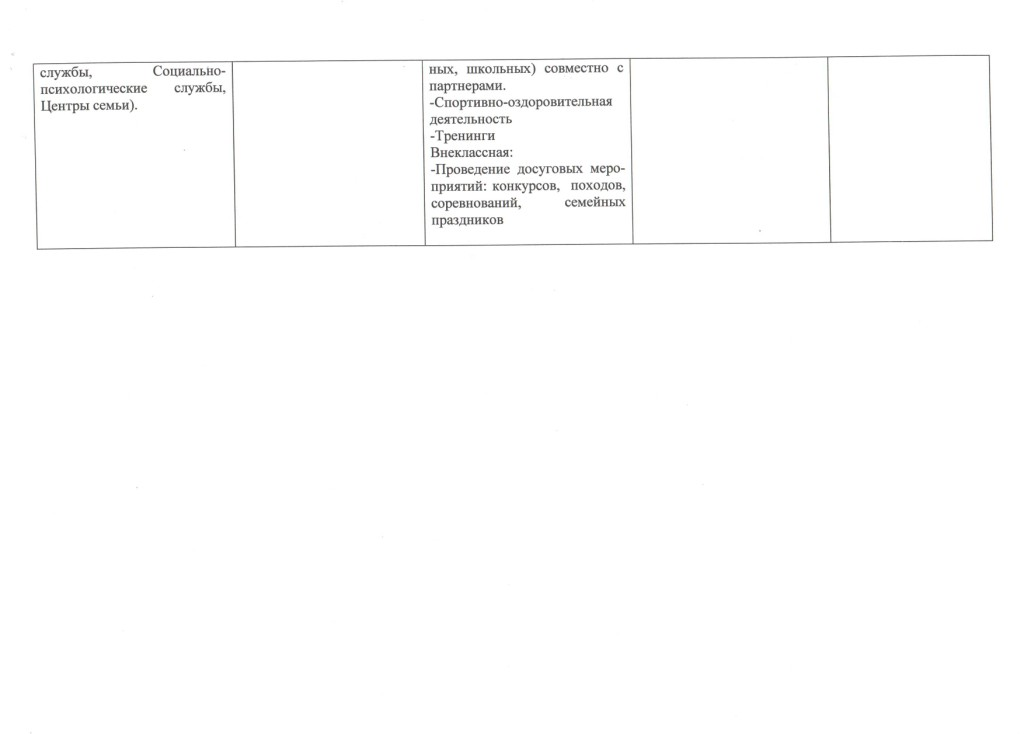 службы, Социально-
психологические службы,
Центры семьи).
ных, школьных) совместно с
партнерами.
-Спортивно-оздоровительная
деятельность
-Тренинги
Внеклассная:
-Проведение досуговых меро-
приятий: конкурсов, походов,
соревнований, семейных
праздников